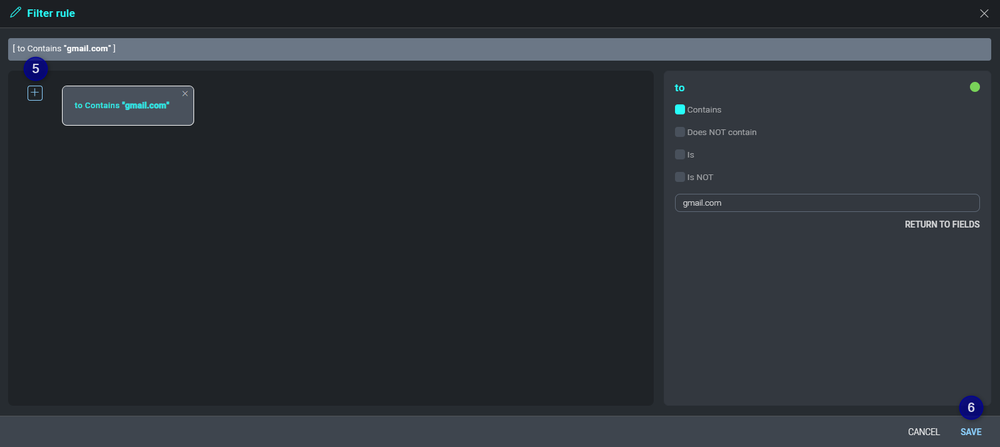 Filter rule
[ to Contains "gmail.com" ]
5
to Contains "gmail.com"
to
Contains
Does NOT contain
Is
Is NOT
gmail.com
RETURN TO FIELDS
6
CANCEL SAVE